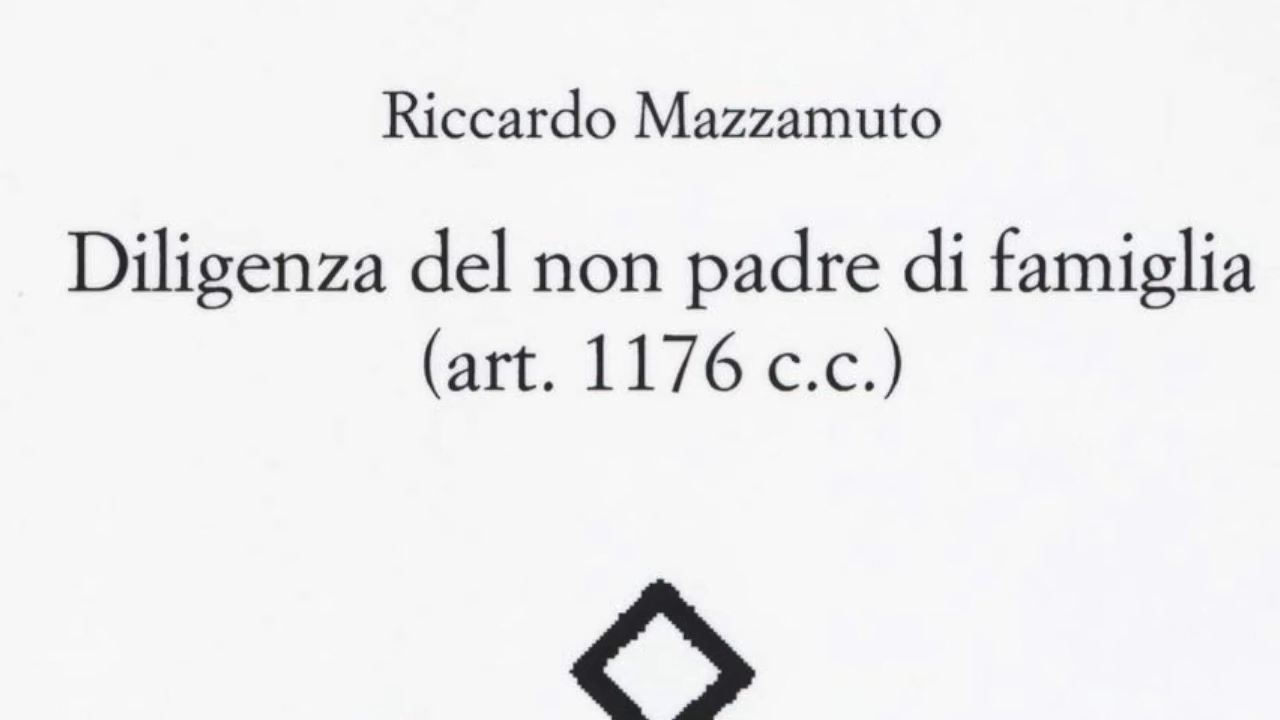 Riccardo Mazzamuto
Diligenza del non padre di famiglia
(art. 1176 c.c.)